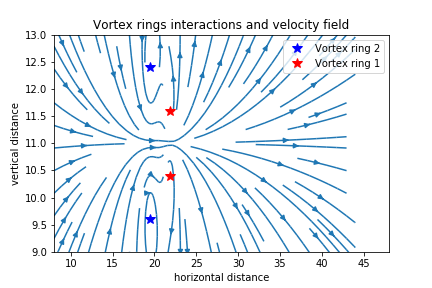 Vortex rings interactions and velocity field
Vortex ring 2
Vortex ring 1
vertical distance
13.0
12.5
12.0
11.5
11.0
10.5
10.0
9.5
9.0
10 15 20 25 30 35 40 45
horizontal distance